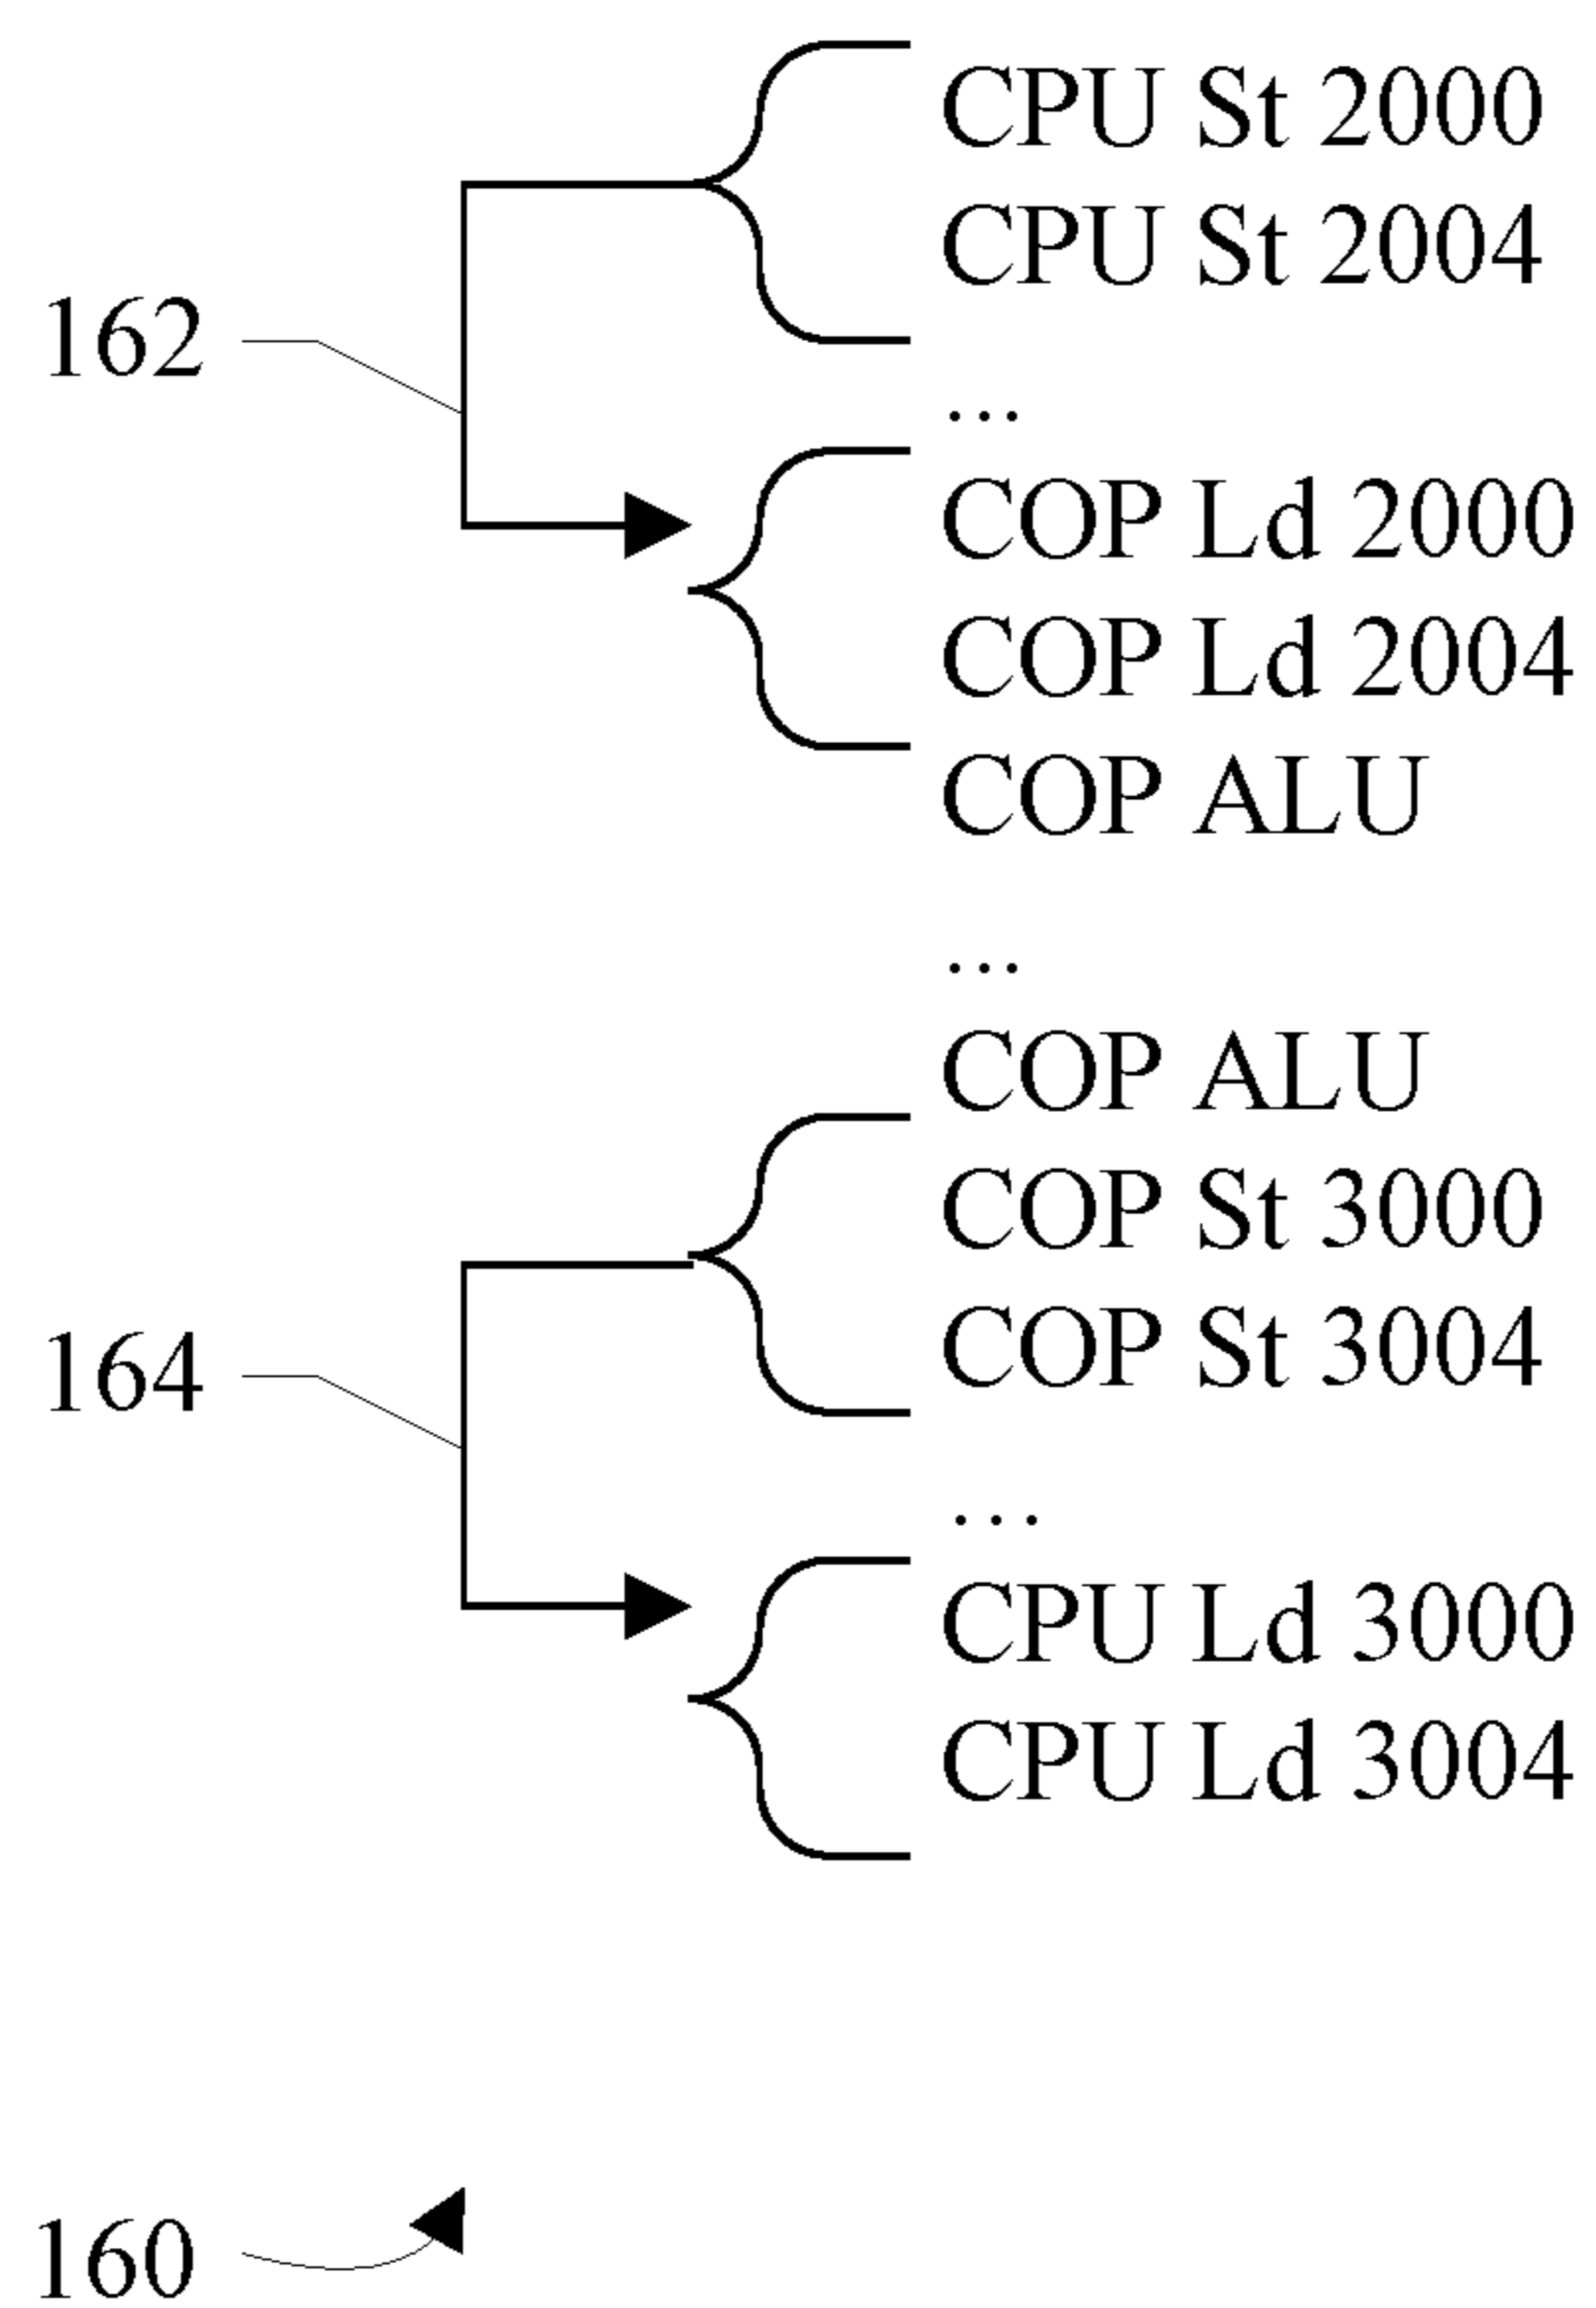 CPU St 2000
CPU St 2004
162
...
COP Ld 2000
COP Ld 2004
COP ALU
...
COP ALU
COP St 3000
COP St 3004
164
...
CPU Ld 3000
CPU Ld 3004
160